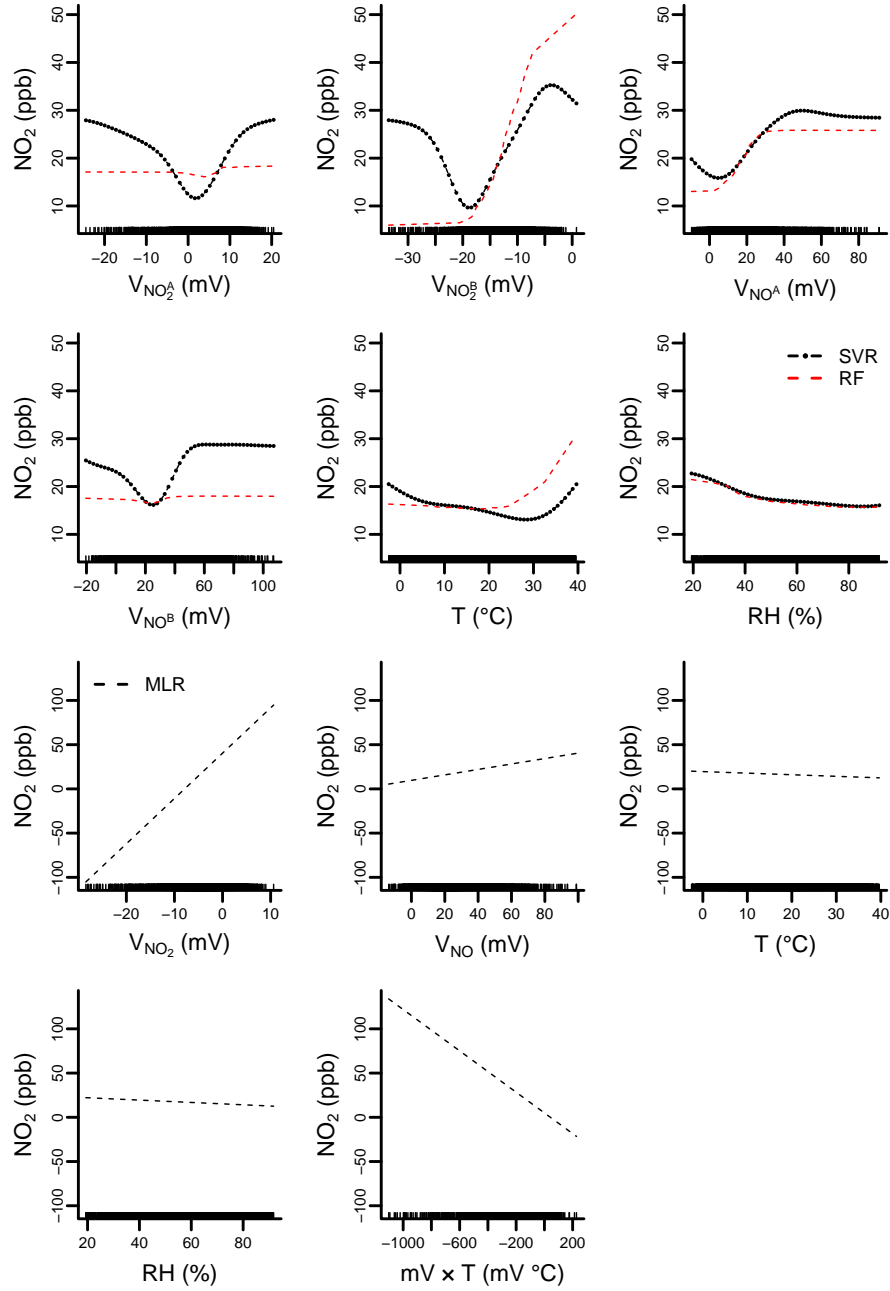 NO₂ (ppb)
10 20 30 40 50
−20 −10 0 10 20
V_NO₂ᴬ (mV)
NO₂ (ppb)
10 20 30 40 50
−30 −20 −10 0
V_NO₂ᴮ (mV)
NO₂ (ppb)
10 20 30 40 50
0 20 40 60 80
V_NOᴬ (mV)
NO₂ (ppb)
10 20 30 40 50
−20 20 60 100
V_NOᴮ (mV)
NO₂ (ppb)
10 20 30 40 50
0 10 20 30 40
T (°C)
NO₂ (ppb)
10 20 30 40 50
SVR
RF
20 40 60 80
RH (%)
NO₂ (ppb)
−100 −50 0 50 100
MLR
−20 −10 0 10
V_NO₂ (mV)
NO₂ (ppb)
−100 −50 0 50 100
0 20 40 60 80
V_NO (mV)
NO₂ (ppb)
−100 −50 0 50 100
0 10 20 30 40
T (°C)
NO₂ (ppb)
−100 −50 0 50 100
20 40 60 80
RH (%)
NO₂ (ppb)
−100 −50 0 50 100
−1000 −600 −200 200
mV × T (mV °C)